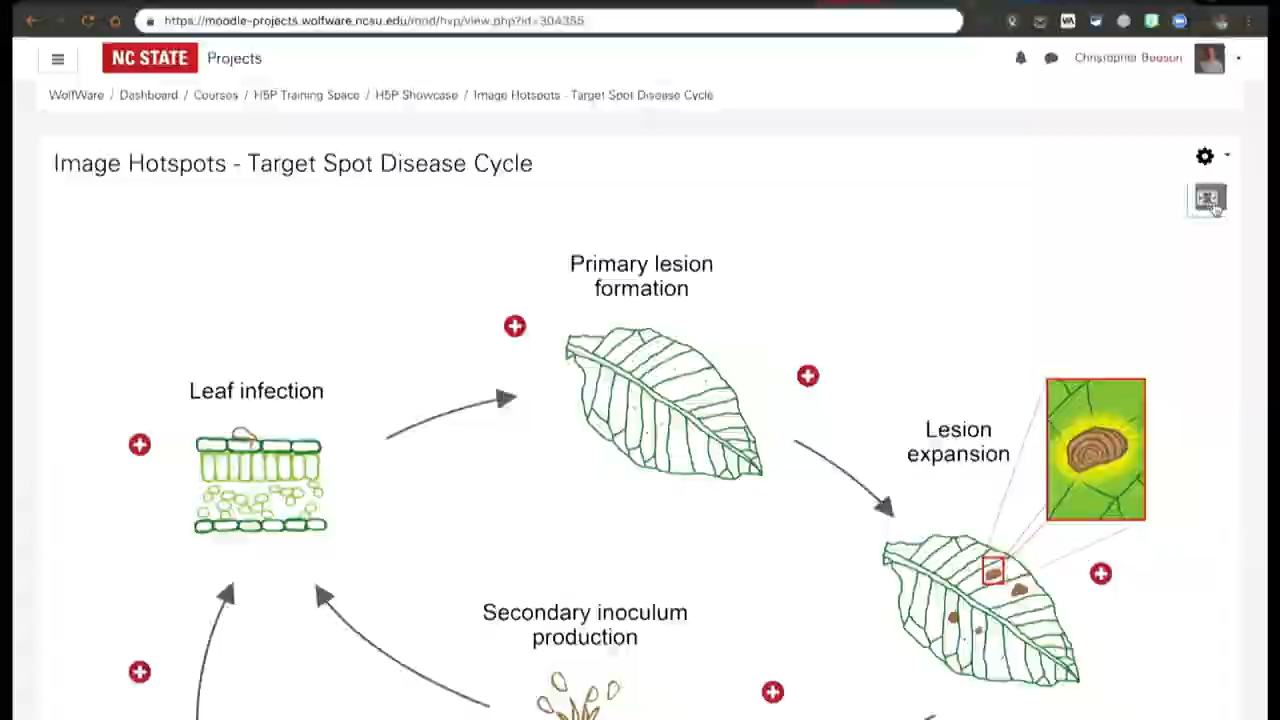 https://moodle-projects.wolfware.ncsu.edu/mod/hvp/view.php?id=304355
NC STATE Projects
Christopher Beeson
WolfWare / Dashboard / Courses / H5P Training Space / H5P Showcase / Image Hotspots - Target Spot Disease Cycle
Image Hotspots - Target Spot Disease Cycle
Primary lesion
formation
Leaf infection
Lesion
expansion
Secondary inoculum
production